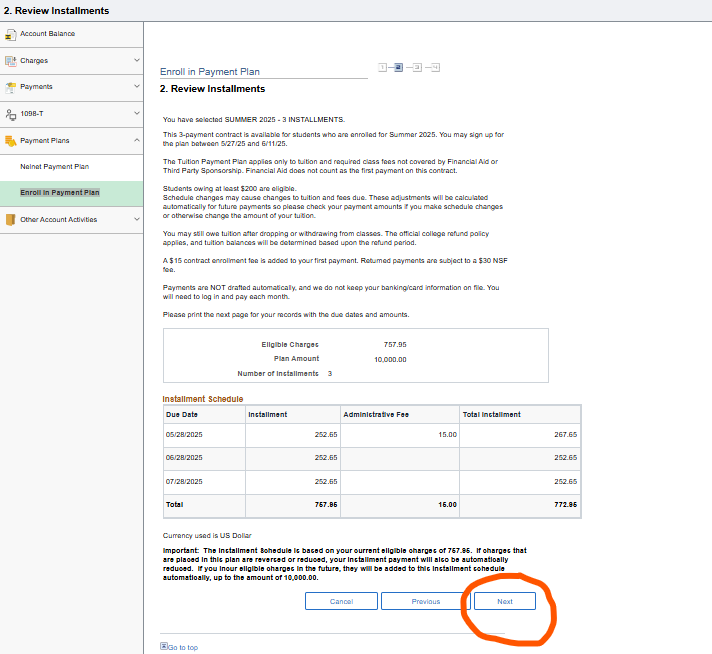 2. Review Installments
Account Balance
Charges
Payments
1098-T
Payment Plans
Nelnet Payment Plan
Enroll in Payment Plan
Other Account Activities
Enroll in Payment Plan
1 2 3 4
2. Review Installments
You have selected SUMMER 2025 - 3 INSTALLMENTS.
This 3-payment contract is available for students who are enrolled for Summer 2025. You may sign up for
the plan between 5/27/25 and 6/11/25.
The Tuition Payment Plan applies only to tuition and required class fees not covered by Financial Aid or
Third Party Sponsorship. Financial Aid does not count as the first payment on this contract.
Students owing at least $200 are eligible.
Schedule changes may cause changes to tuition and fees due. These adjustments will be calculated
automatically for future payments so please check your payment amounts if you make schedule changes
or otherwise change the amount of your tuition.
You may still owe tuition after dropping or withdrawing from classes. The official college refund policy
applies, and tuition balances will be determined based upon the refund period.
A $15 contract enrollment fee is added to your first payment. Returned payments are subject to a $30 NSF
fee.
Payments are NOT drafted automatically, and we do not keep your banking/card information on file. You
will need to log in and pay each month.
Please print the next page for your records with the due dates and amounts.
Eligible Charges 757.95
Plan Amount 10,000.00
Number of Installments 3
Installment Schedule
Due Date Installment Administrative Fee Total Installment
05/28/2025 252.65 15.00 267.65
06/28/2025 252.65 252.65
07/28/2025 252.65 252.65
Total 757.95 15.00 772.95
Currency used is US Dollar
Important: The Installment Schedule is based on your current eligible charges of 757.95. If charges that
are placed in this plan are reversed or reduced, your installment payment will also be automatically
reduced. If you incur eligible charges in the future, they will be added to this installment schedule
automatically, up to the amount of 10,000.00.
Cancel Previous Next
Go to top